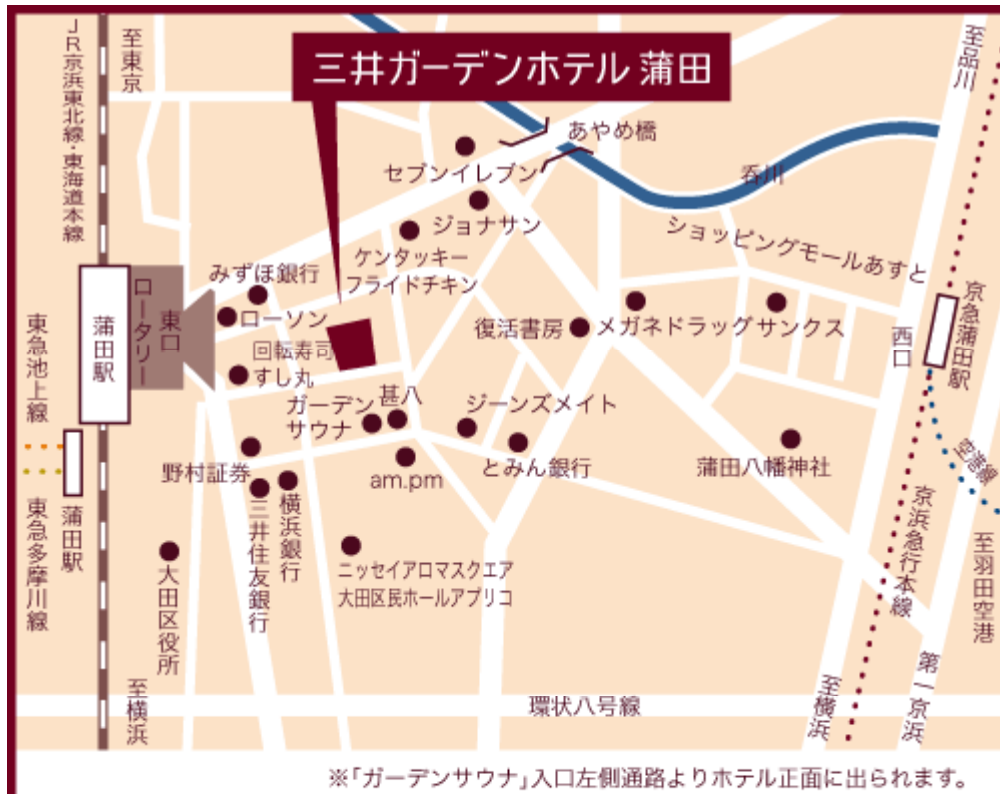 三井ガーデンホテル 蒲田
JR京浜東北線・東海道本線
至東京
至品川
あやめ橋
セブンイレブン
呑川
ジョナサン
ショッピングモールあすと
ケンタッキー
フライドチキン
みずほ銀行
ローソン
ロータリー
東口
蒲田駅
回転寿司
すし丸
復活書房
メガネドラッグ
サンクス
西口
京急蒲田駅
東急池上線
ガーデン
サウナ
甚八
ジーンズメイト
とみん銀行
am.pm
蒲田八幡神社
空港線
野村証券
三井住友銀行
横浜銀行
蒲田駅
東急多摩川線
大田区役所
ニッセイアロマスクエア
大田区民ホールアプリコ
京浜急行本線
至羽田空港
至横浜
環状八号線
至横浜
第一京浜
※「ガーデンサウナ」入口左側通路よりホテル正面に出られます。